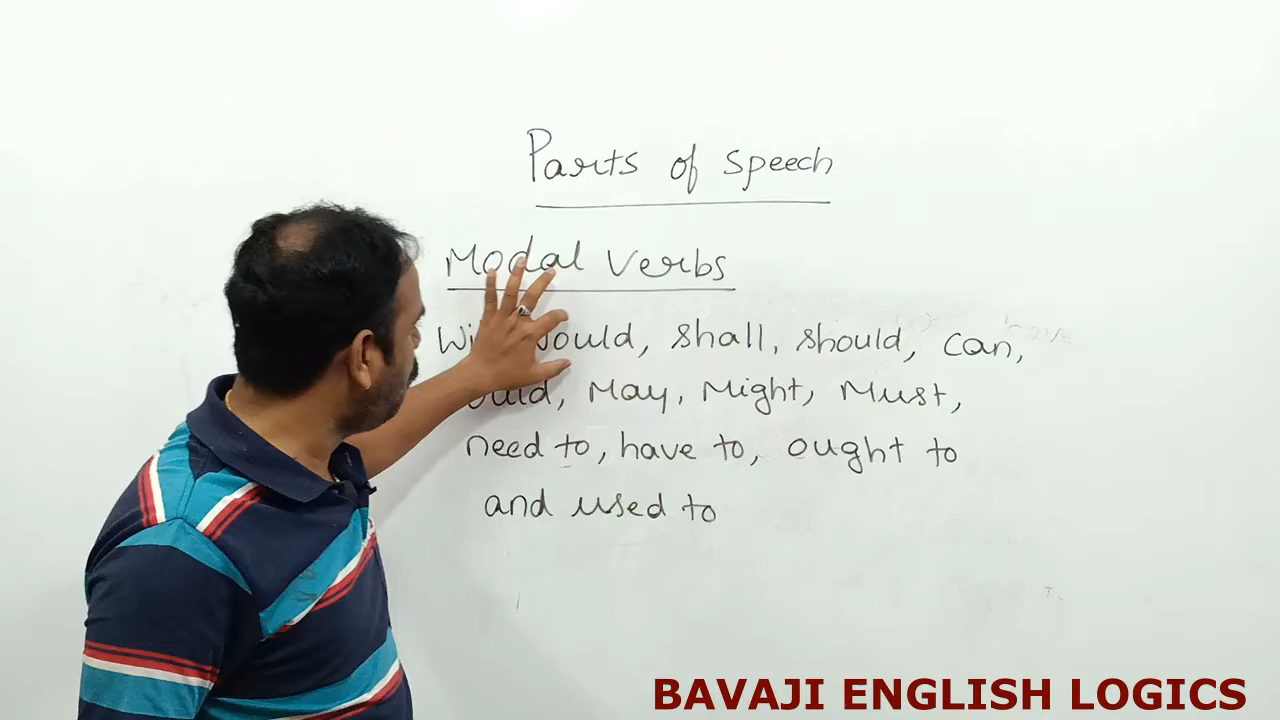 Parts of speech
Modal verbs
would, shall, should, can,
May, Might, Must,
need to, have to, ought to
and used to
BAVAJI ENGLISH LOGICS